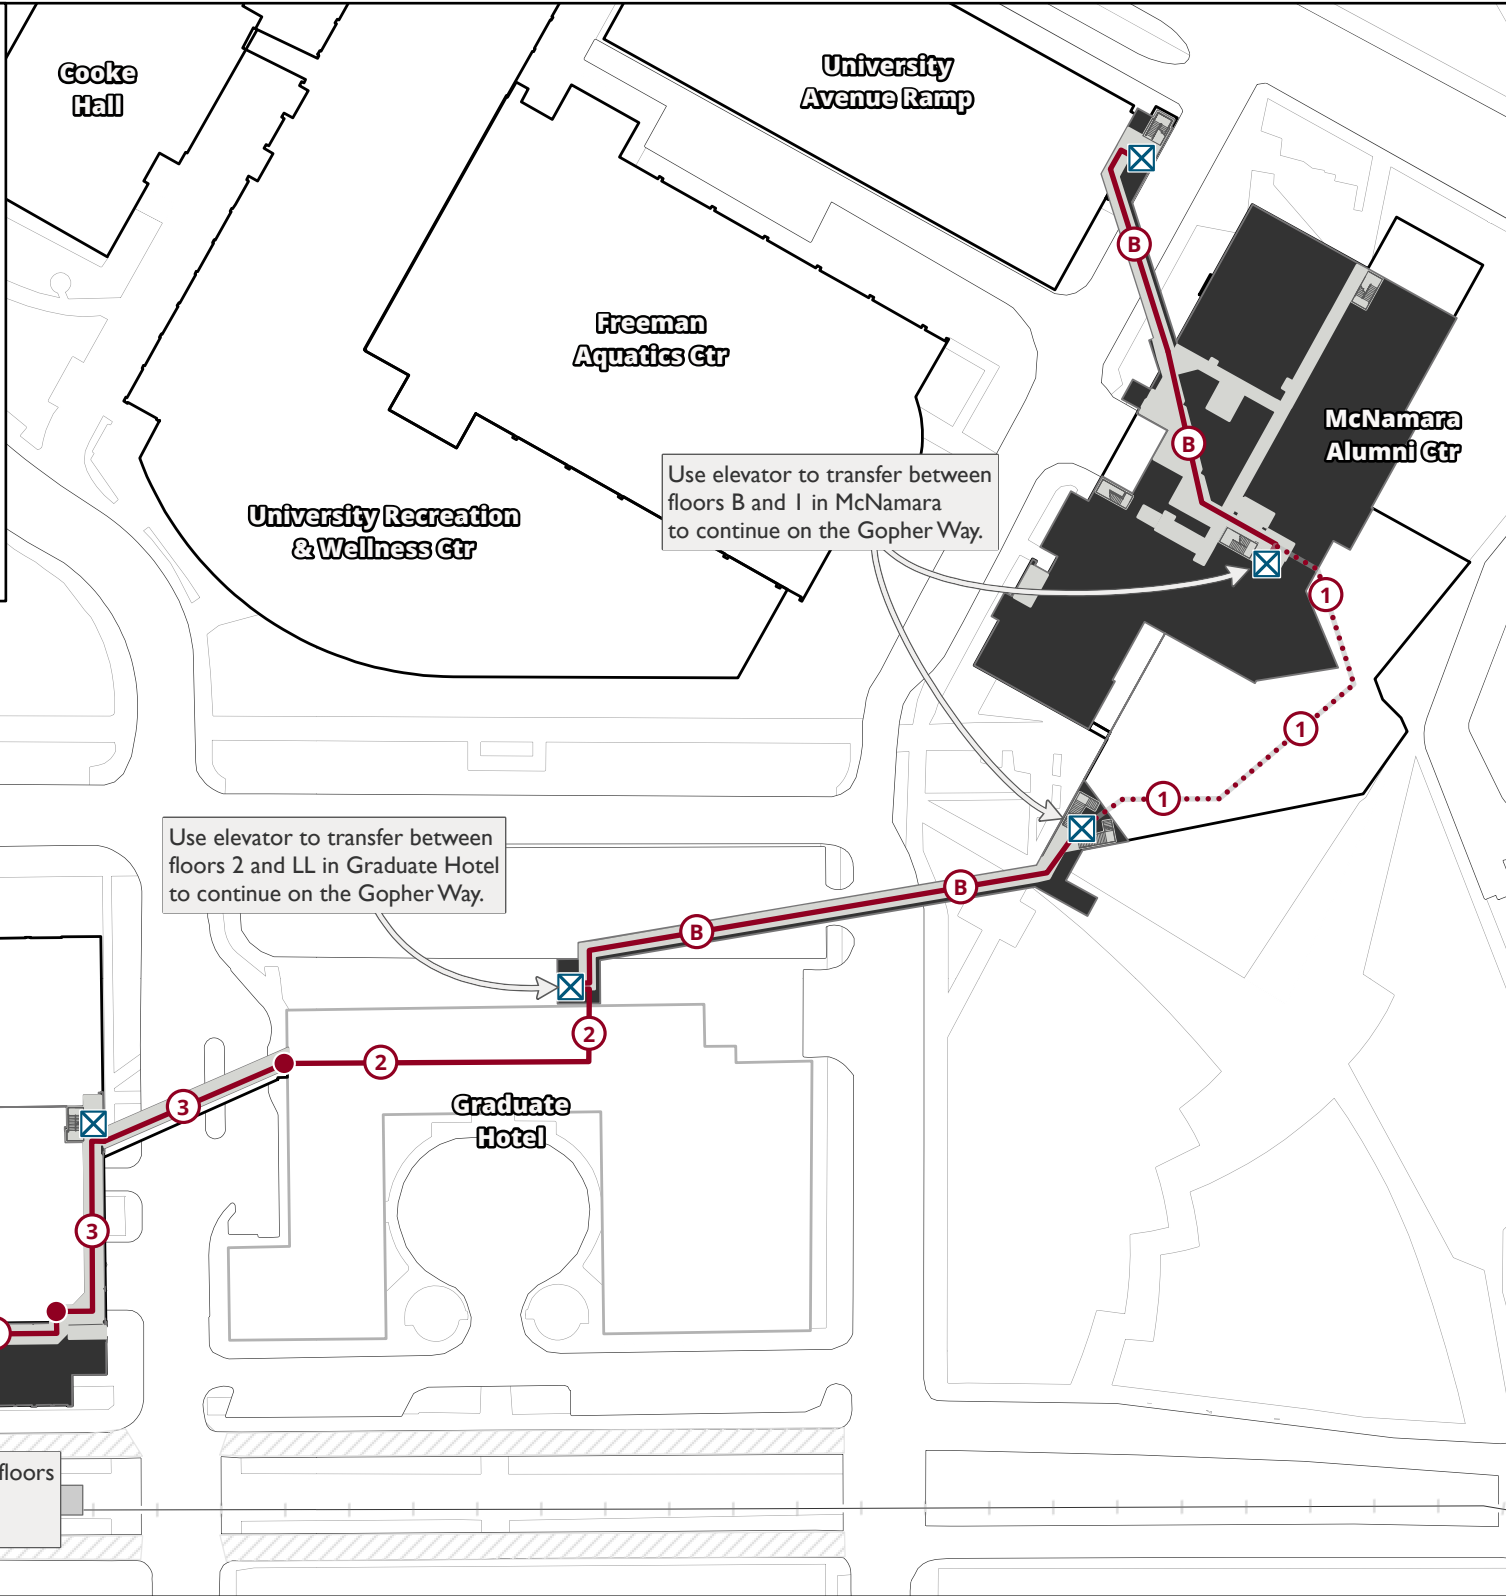 Cooke
Hall
University
Avenue Ramp
B
Freeman
Aquatics Ctr
B
McNamara
Alumni Ctr
Use elevator to transfer between
floors B and 1 in McNamara
to continue on the Gopher Way.
University Recreation
& Wellness Ctr
1
1
1
Use elevator to transfer between
floors 2 and LL in Graduate Hotel
to continue on the Gopher Way.
B
B
2
2
3
Graduate
Hotel
3
floors